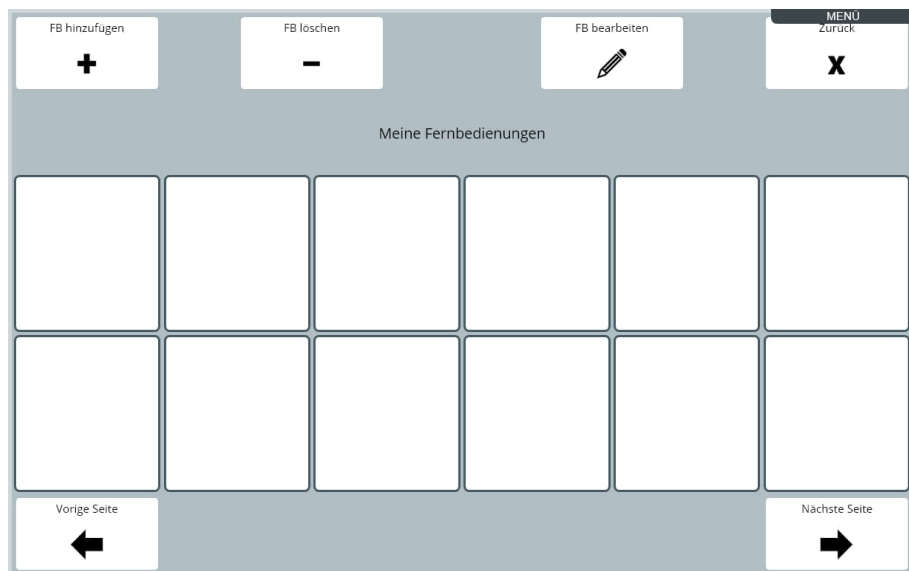 MENÜ
FB hinzufügen
FB löschen
FB bearbeiten
Zurück
Meine Fernbedienungen
Vorige Seite
Nächste Seite